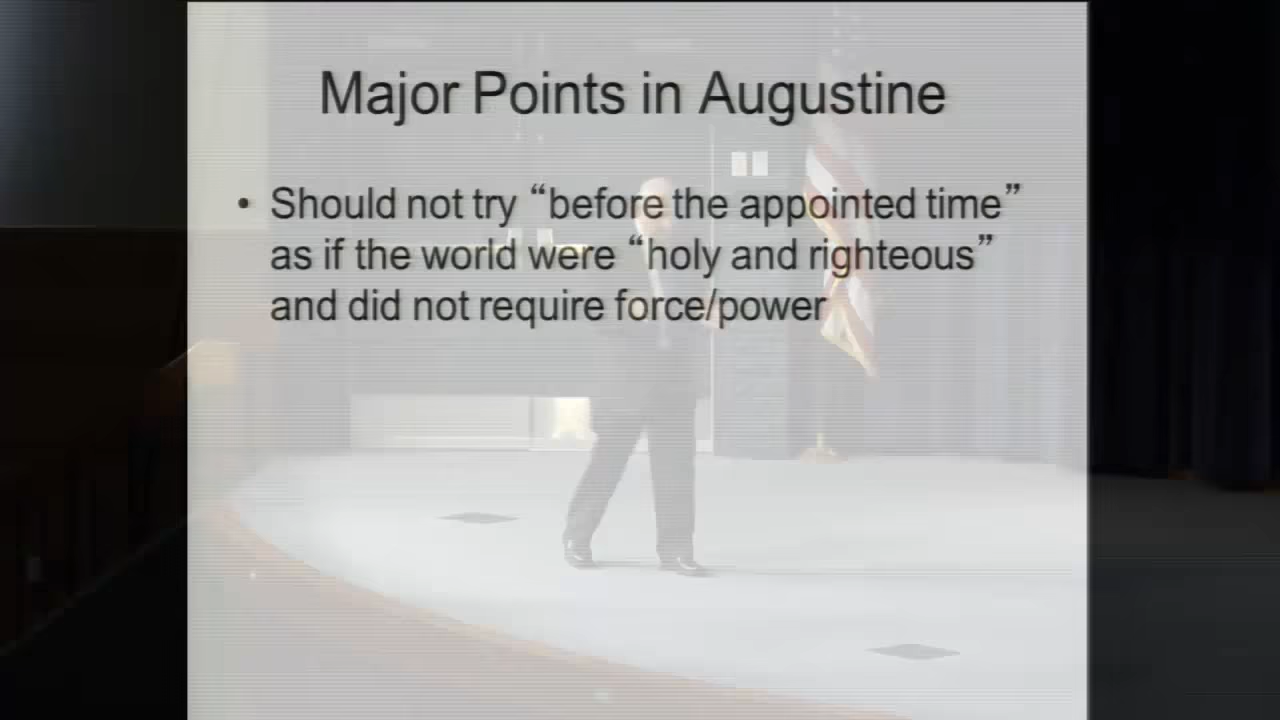 Major Points in Augustine
• Should not try “before the appointed time”
as if the world were “holy and righteous”
and did not require force/power